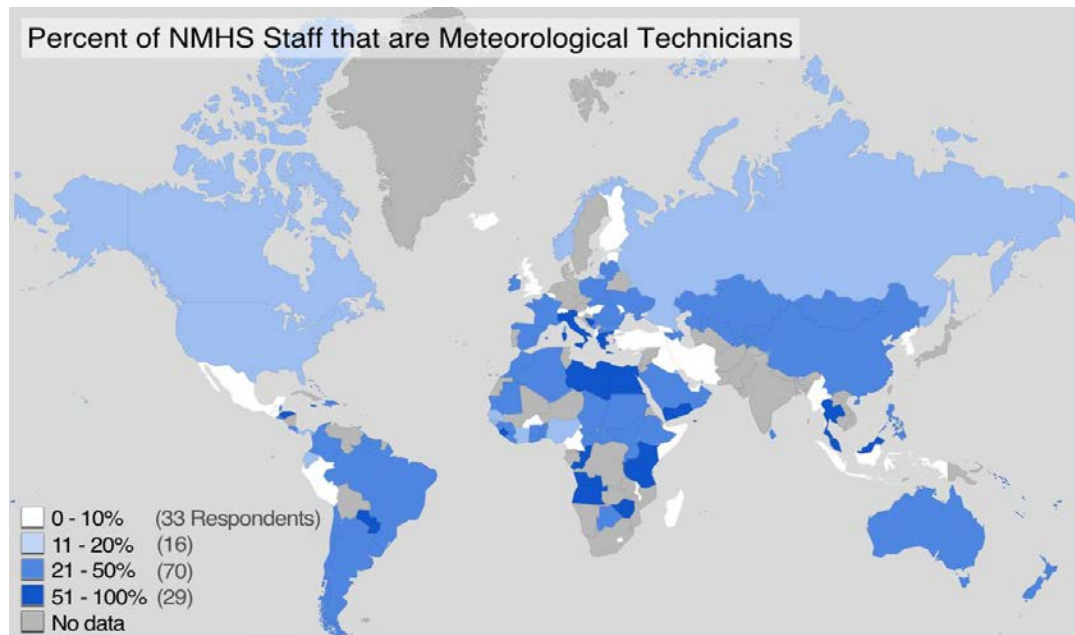 Percent of NMHS Staff that are Meteorological Technicians
0 - 10% (33 Respondents)
11 - 20% (16)
21 - 50% (70)
51 - 100% (29)
No data